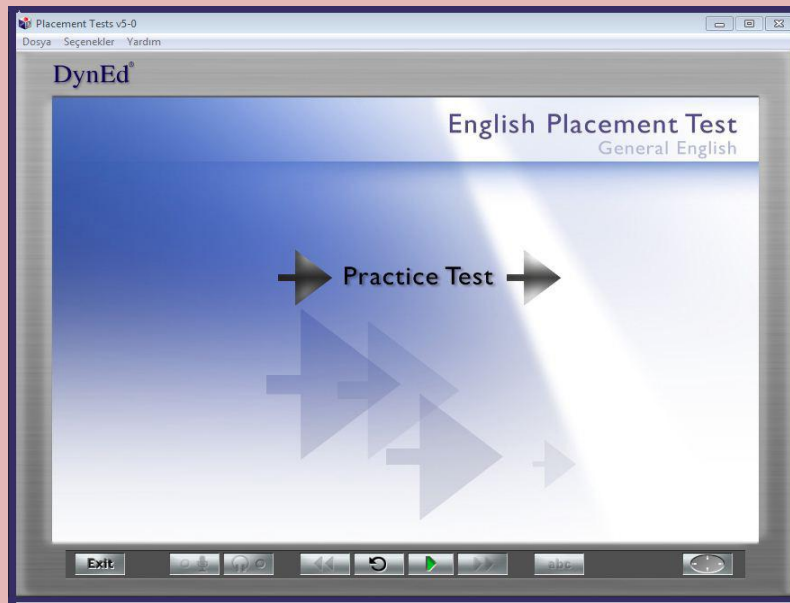 Placement Tests v5-0
Dosya Seçenekler Yardım
DynEd®
English Placement Test
General English
Practice Test
Exit
abc